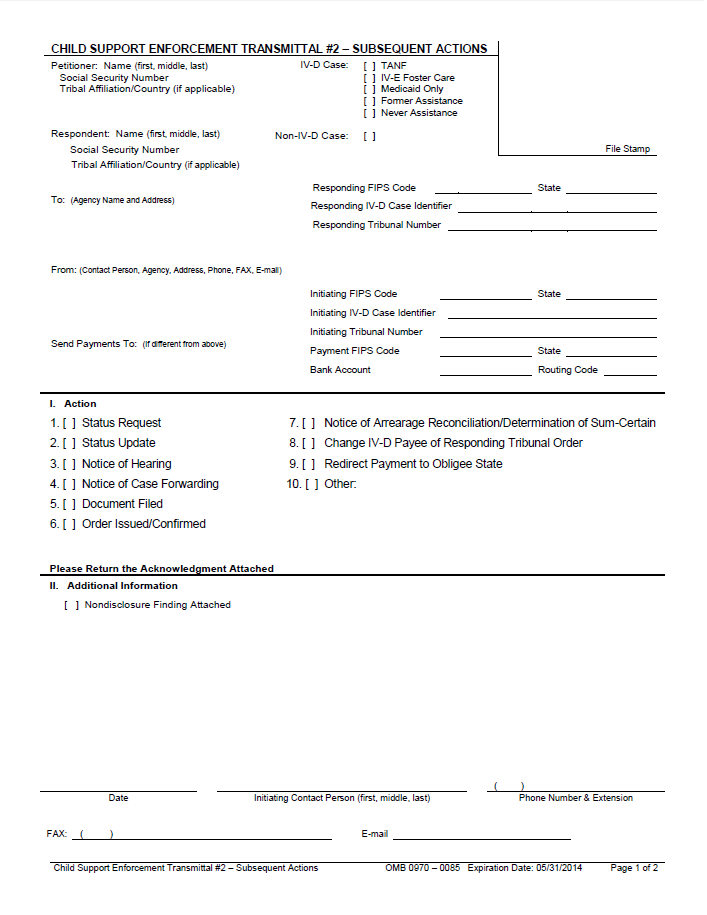 CHILD SUPPORT ENFORCEMENT TRANSMITTAL #2 – SUBSEQUENT ACTIONS
Petitioner: Name (first, middle, last) IV-D Case: [ ] TANF
Social Security Number [ ] IV-E Foster Care
Tribal Affiliation/Country (if applicable) [ ] Medicaid Only
[ ] Former Assistance
[ ] Never Assistance
Respondent: Name (first, middle, last) Non-IV-D Case: [ ]
Social Security Number File Stamp
Tribal Affiliation/Country (if applicable)
Responding FIPS Code State
To: (Agency Name and Address)
Responding IV-D Case Identifier
Responding Tribunal Number
From: (Contact Person, Agency, Address, Phone, FAX, E-mail)
Initiating FIPS Code State
Initiating IV-D Case Identifier
Initiating Tribunal Number
Send Payments To: (if different from above)
Payment FIPS Code State
Bank Account Routing Code
I. Action
1. [ ] Status Request 7. [ ] Notice of Arrearage Reconciliation/Determination of Sum-Certain
2. [ ] Status Update 8. [ ] Change IV-D Payee of Responding Tribunal Order
3. [ ] Notice of Hearing 9. [ ] Redirect Payment to Obligee State
4. [ ] Notice of Case Forwarding 10. [ ] Other:
5. [ ] Document Filed
6. [ ] Order Issued/Confirmed
Please Return the Acknowledgment Attached
II. Additional Information
[ ] Nondisclosure Finding Attached
( )
Date Initiating Contact Person (first, middle, last) Phone Number & Extension
FAX: ( ) E-mail
Child Support Enforcement Transmittal #2 – Subsequent Actions OMB 0970 – 0085 Expiration Date: 05/31/2014 Page 1 of 2